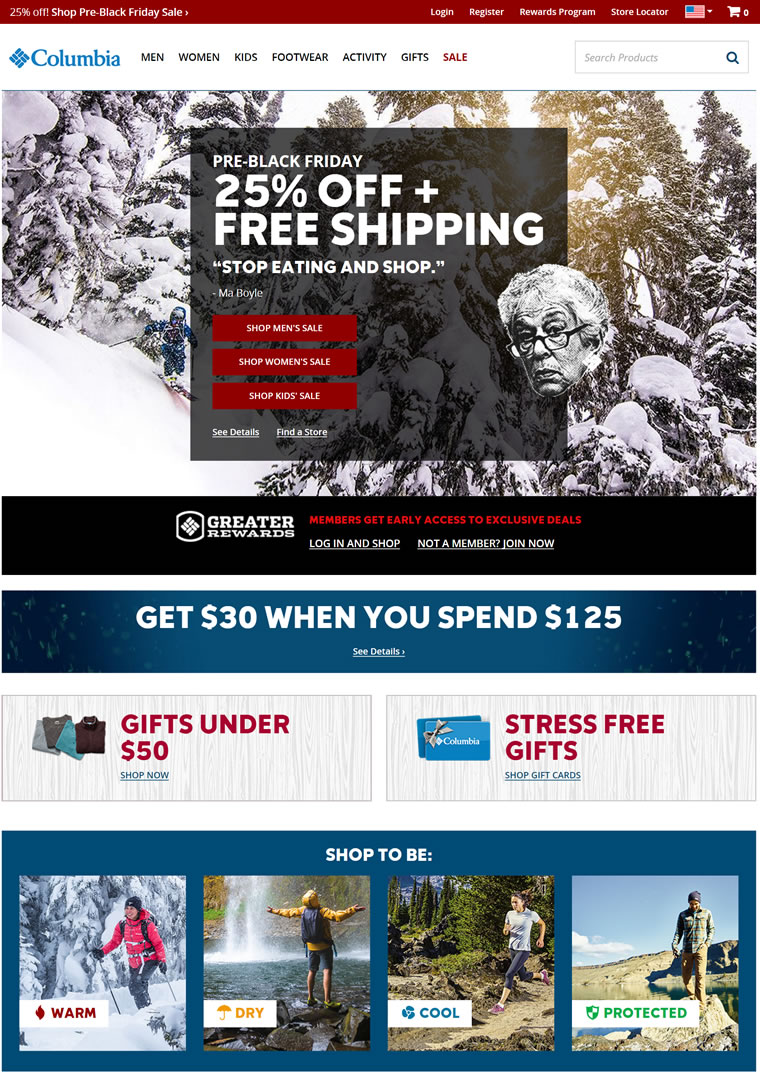 25% off! Shop Pre-Black Friday Sale ›
Login Register Rewards Program Store Locator 0
Columbia MEN WOMEN KIDS FOOTWEAR ACTIVITY GIFTS SALE Search Products
PRE-BLACK FRIDAY
25% OFF +
FREE SHIPPING
“STOP EATING AND SHOP.”
- Ma Boyle
SHOP MEN'S SALE
SHOP WOMEN'S SALE
SHOP KIDS' SALE
See Details Find a Store
GREATER
REWARDS
MEMBERS GET EARLY ACCESS TO EXCLUSIVE DEALS
LOG IN AND SHOP NOT A MEMBER? JOIN NOW
GET $30 WHEN YOU SPEND $125
See Details ›
GIFTS UNDER
$50
SHOP NOW
Columbia
STRESS FREE
GIFTS
SHOP GIFT CARDS
SHOP TO BE:
WARM
DRY
COOL
PROTECTED